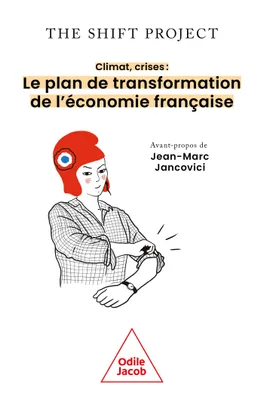 THE SHIFT PROJECT
Climat, crises :
Le plan de transformation
de l’économie française
Avant-propos de
Jean-Marc
Jancovici
Odile
Jacob